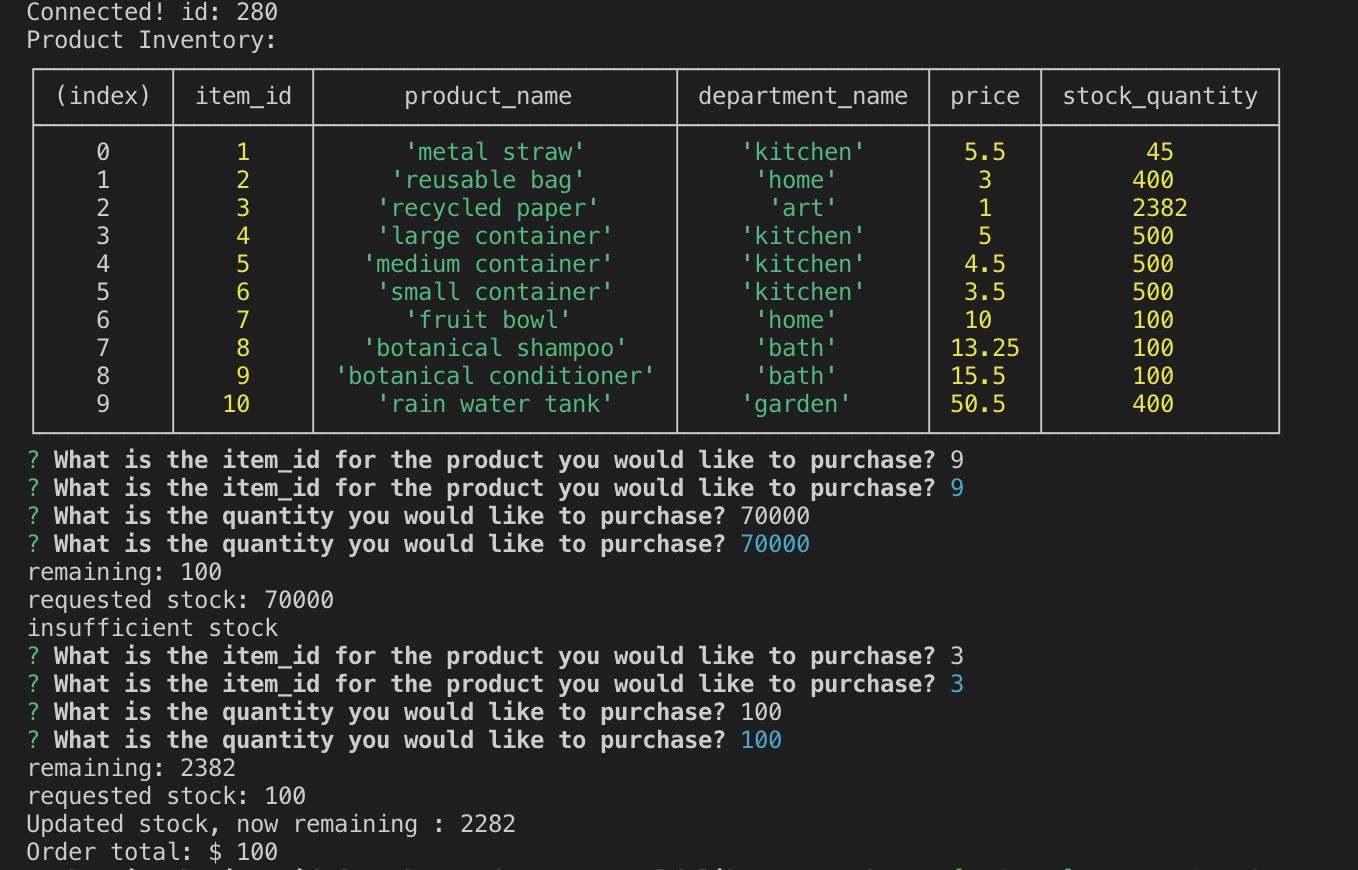 Connected! id: 280
Product Inventory:
(index) item_id product_name department_name price stock_quantity
0 1 'metal straw' 'kitchen' 5.5 45
1 2 'reusable bag' 'home' 3 400
2 3 'recycled paper' 'art' 1 2382
3 4 'large container' 'kitchen' 5 500
4 5 'medium container' 'kitchen' 4.5 500
5 6 'small container' 'kitchen' 3.5 500
6 7 'fruit bowl' 'home' 10 100
7 8 'botanical shampoo' 'bath' 13.25 100
8 9 'botanical conditioner' 'bath' 15.5 100
9 10 'rain water tank' 'garden' 50.5 400
? What is the item_id for the product you would like to purchase? 9
? What is the item_id for the product you would like to purchase? 9
? What is the quantity you would like to purchase? 70000
? What is the quantity you would like to purchase? 70000
remaining: 100
requested stock: 70000
insufficient stock
? What is the item_id for the product you would like to purchase? 3
? What is the item_id for the product you would like to purchase? 3
? What is the quantity you would like to purchase? 100
? What is the quantity you would like to purchase? 100
remaining: 2382
requested stock: 100
Updated stock, now remaining : 2282
Order total: $ 100